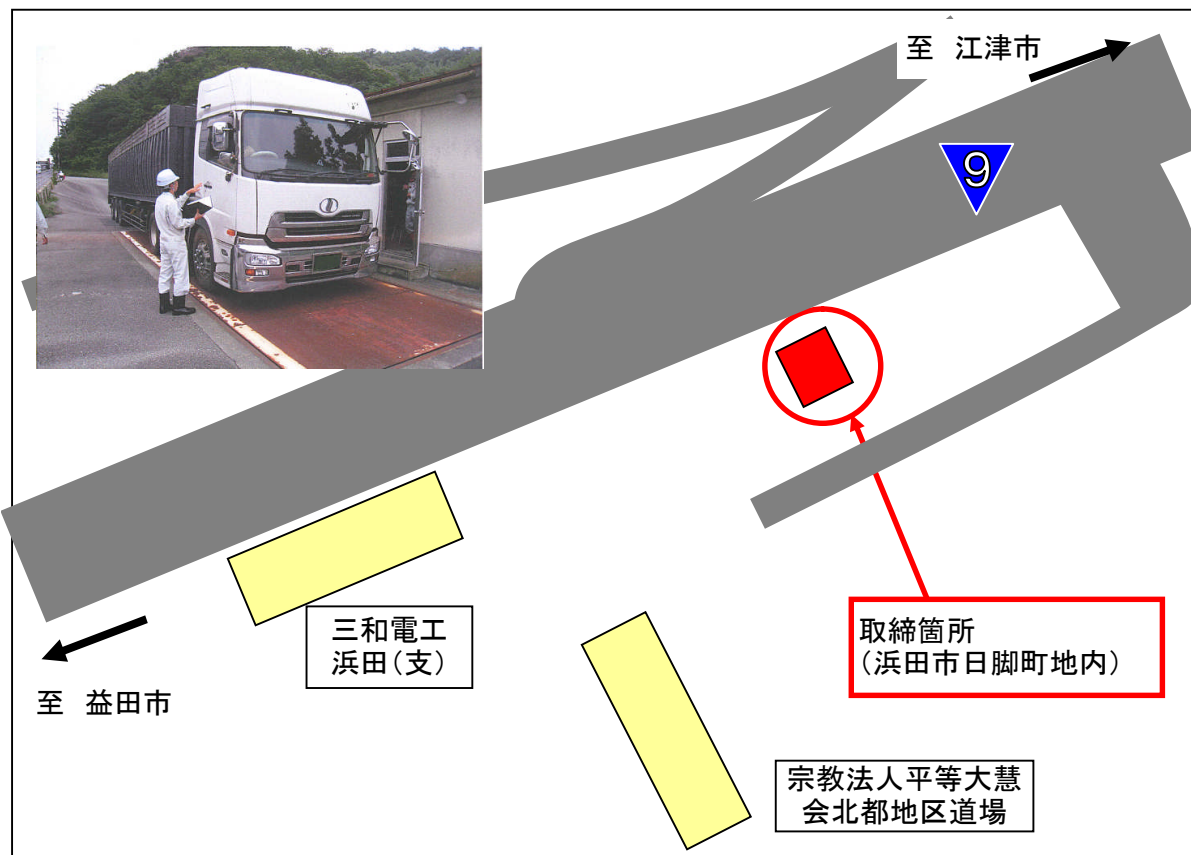 至　江津市
9
三和電工
浜田（支）
取締箇所
（浜田市日脚町地内）
至　益田市
宗教法人平等大慧
会北都地区道場